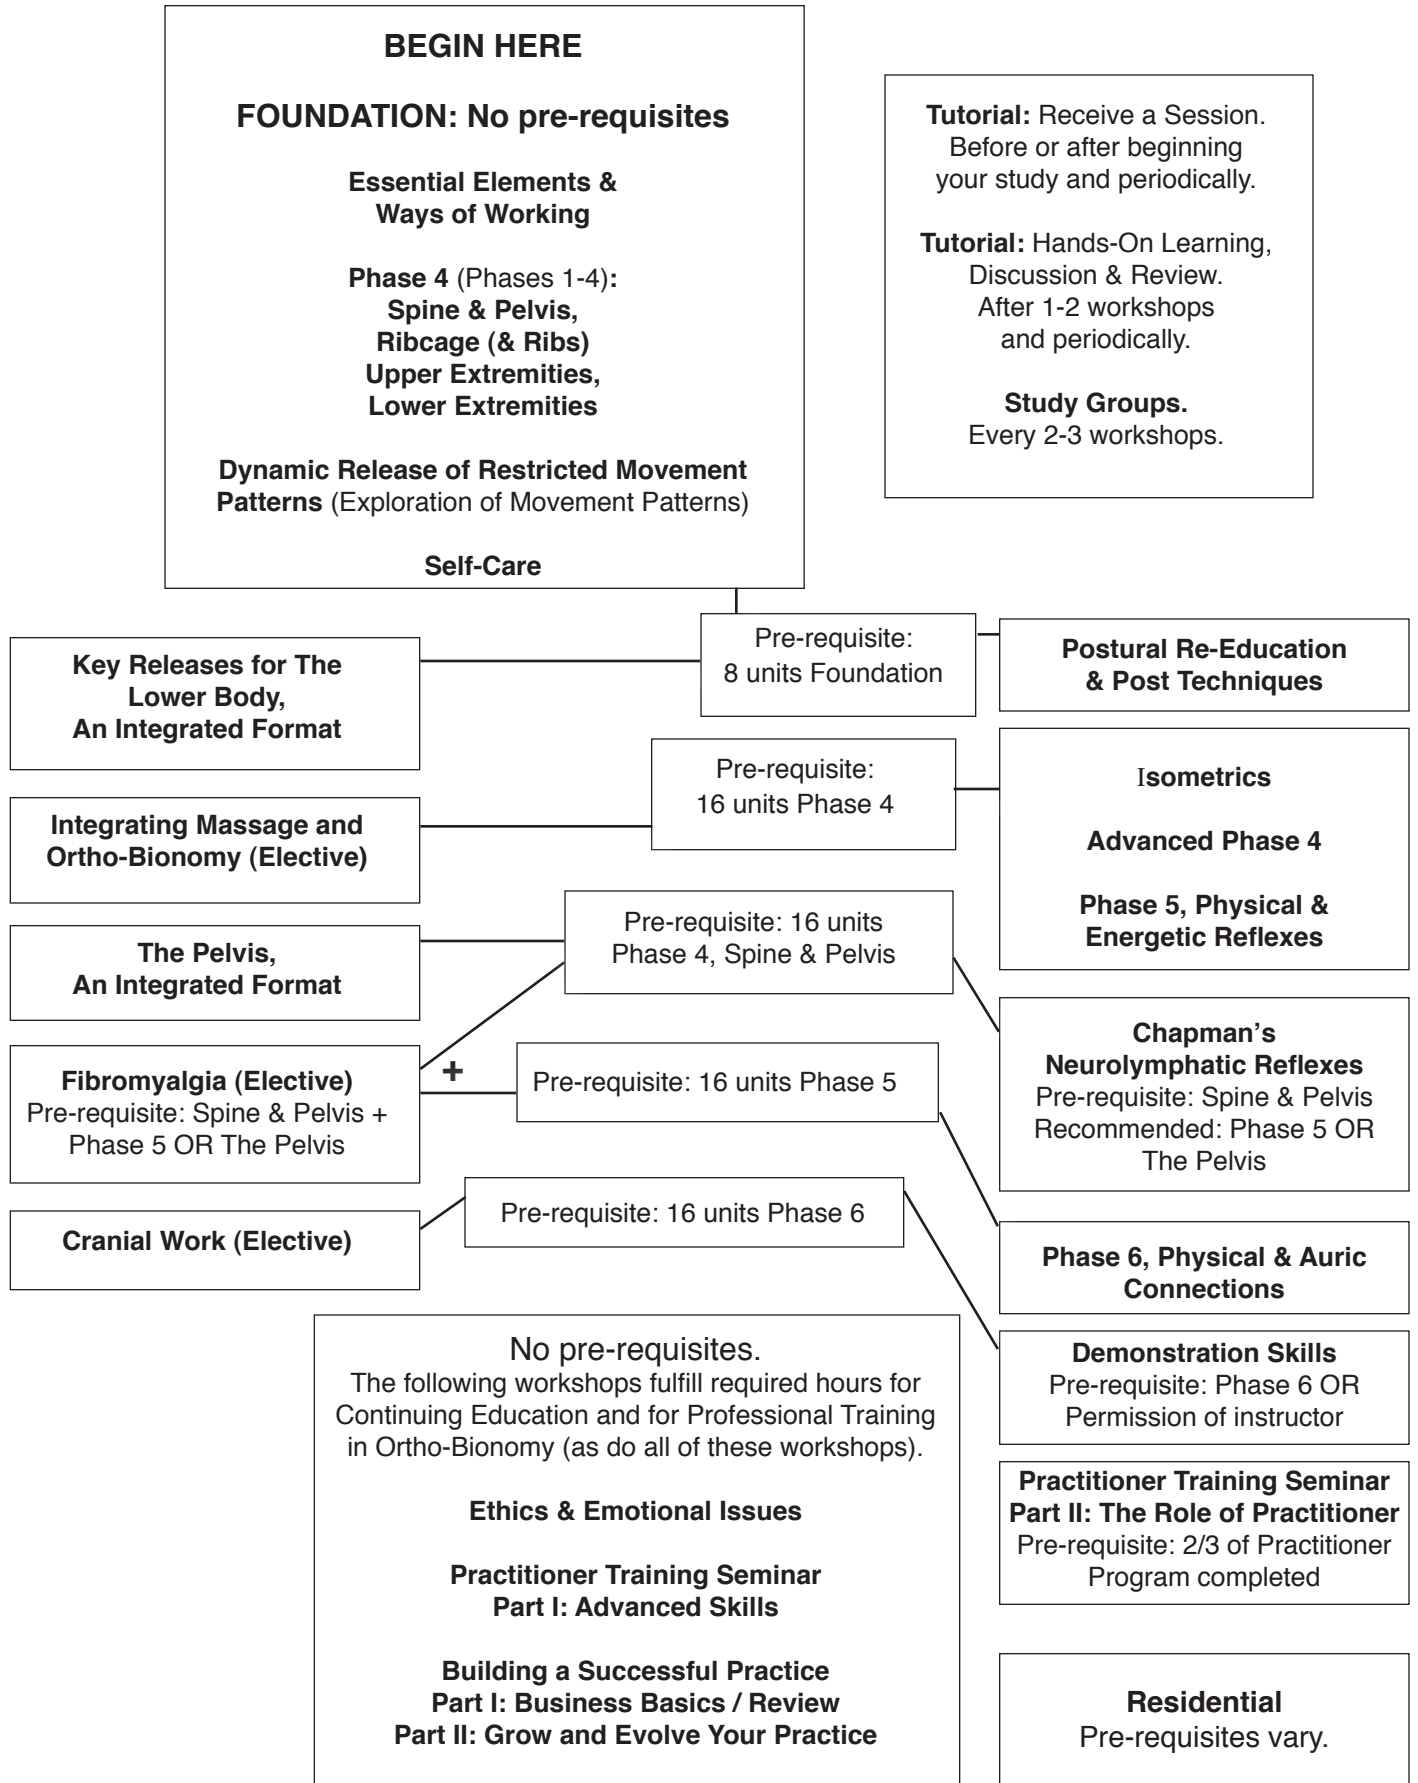 BEGIN HERE
FOUNDATION: No pre-requisites
Essential Elements &
Ways of Working
Phase 4 (Phases 1-4):
Spine & Pelvis,
Ribcage (& Ribs)
Upper Extremities,
Lower Extremities
Dynamic Release of Restricted Movement
Patterns (Exploration of Movement Patterns)
Self-Care
Tutorial: Receive a Session.
Before or after beginning
your study and periodically.
Tutorial: Hands-On Learning,
Discussion & Review.
After 1-2 workshops
and periodically.
Study Groups.
Every 2-3 workshops.
Pre-requisite:
8 units Foundation
Key Releases for The
Lower Body,
An Integrated Format
Postural Re-Education
& Post Techniques
Pre-requisite:
16 units Phase 4
Integrating Massage and
Ortho-Bionomy (Elective)
Isometrics
Advanced Phase 4
Phase 5, Physical &
Energetic Reflexes
Pre-requisite: 16 units
Phase 4, Spine & Pelvis
The Pelvis,
An Integrated Format
Chapman's
Neurolymphatic Reflexes
Pre-requisite: Spine & Pelvis
Recommended: Phase 5 OR
The Pelvis
Fibromyalgia (Elective)
Pre-requisite: Spine & Pelvis +
Phase 5 OR The Pelvis
+
Pre-requisite: 16 units Phase 5
Pre-requisite: 16 units Phase 6
Cranial Work (Elective)
Phase 6, Physical & Auric
Connections
Demonstration Skills
Pre-requisite: Phase 6 OR
Permission of instructor
No pre-requisites.
The following workshops fulfill required hours for
Continuing Education and for Professional Training
in Ortho-Bionomy (as do all of these workshops).
Ethics & Emotional Issues
Practitioner Training Seminar
Part I: Advanced Skills
Building a Successful Practice
Part I: Business Basics / Review
Part II: Grow and Evolve Your Practice
Practitioner Training Seminar
Part II: The Role of Practitioner
Pre-requisite: 2/3 of Practitioner
Program completed
Residential
Pre-requisites vary.